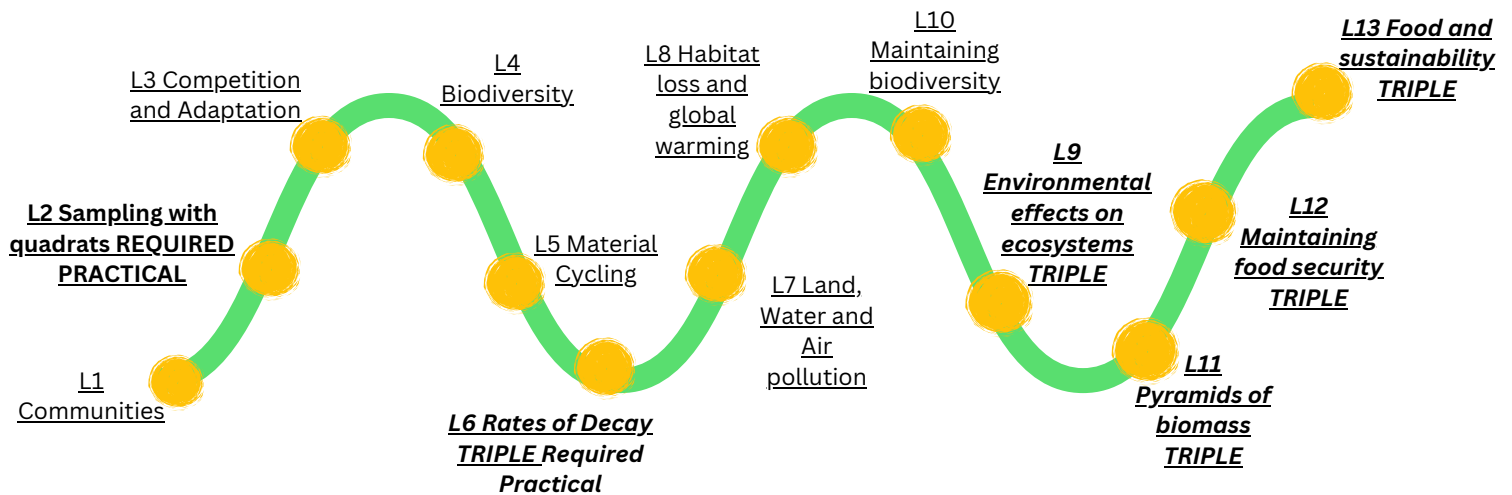 L1
Communities
L2 Sampling with
quadrats REQUIRED
PRACTICAL
L3 Competition
and Adaptation
L4
Biodiversity
L5 Material
Cycling
L6 Rates of Decay
TRIPLE Required
Practical
L7 Land,
Water and
Air
pollution
L8 Habitat
loss and
global
warming
L10
Maintaining
biodiversity
L9
Environmental
effects on
ecosystems
TRIPLE
L11
Pyramids of
biomass
TRIPLE
L12
Maintaining
food security
TRIPLE
L13 Food and
sustainability
TRIPLE